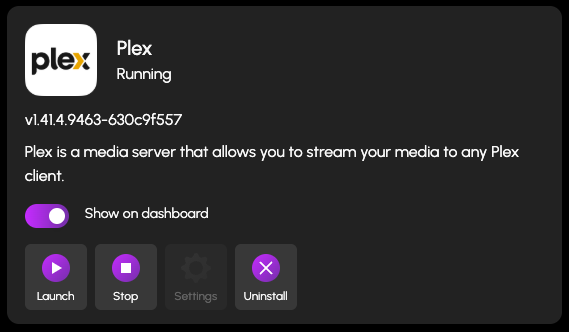 plex
Plex
Running
v1.41.4.9463-630c9f557
Plex is a media server that allows you to stream your media to any Plex
client.
Show on dashboard
Launch Stop Settings Uninstall